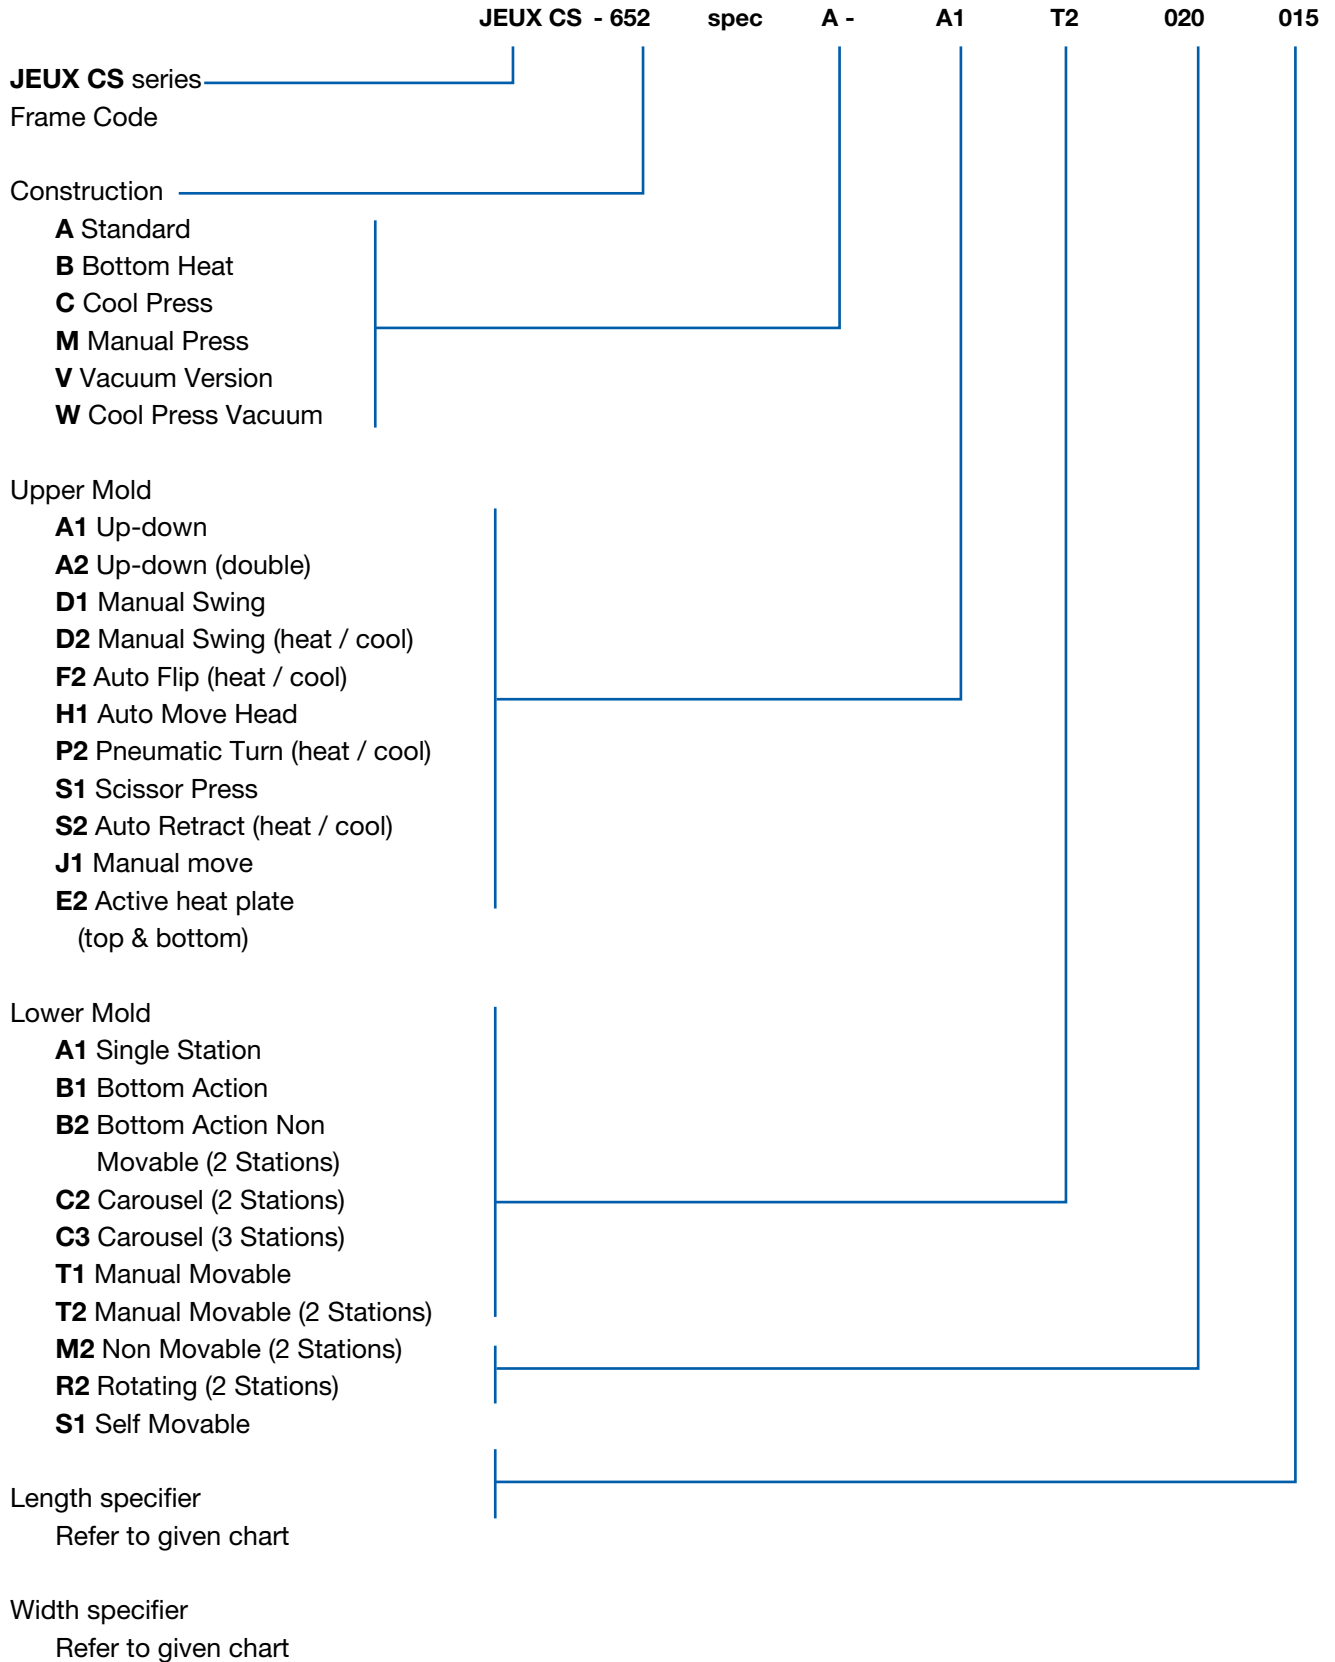 JEUX CS - 652 spec A - A1 T2 020 015
JEUX CS series
Frame Code
Construction
A Standard
B Bottom Heat
C Cool Press
M Manual Press
V Vacuum Version
W Cool Press Vacuum
Upper Mold
A1 Up-down
A2 Up-down (double)
D1 Manual Swing
D2 Manual Swing (heat / cool)
F2 Auto Flip (heat / cool)
H1 Auto Move Head
P2 Pneumatic Turn (heat / cool)
S1 Scissor Press
S2 Auto Retract (heat / cool)
J1 Manual move
E2 Active heat plate
(top & bottom)
Lower Mold
A1 Single Station
B1 Bottom Action
B2 Bottom Action Non
Movable (2 Stations)
C2 Carousel (2 Stations)
C3 Carousel (3 Stations)
T1 Manual Movable
T2 Manual Movable (2 Stations)
M2 Non Movable (2 Stations)
R2 Rotating (2 Stations)
S1 Self Movable
Length specifier
Refer to given chart
Width specifier
Refer to given chart